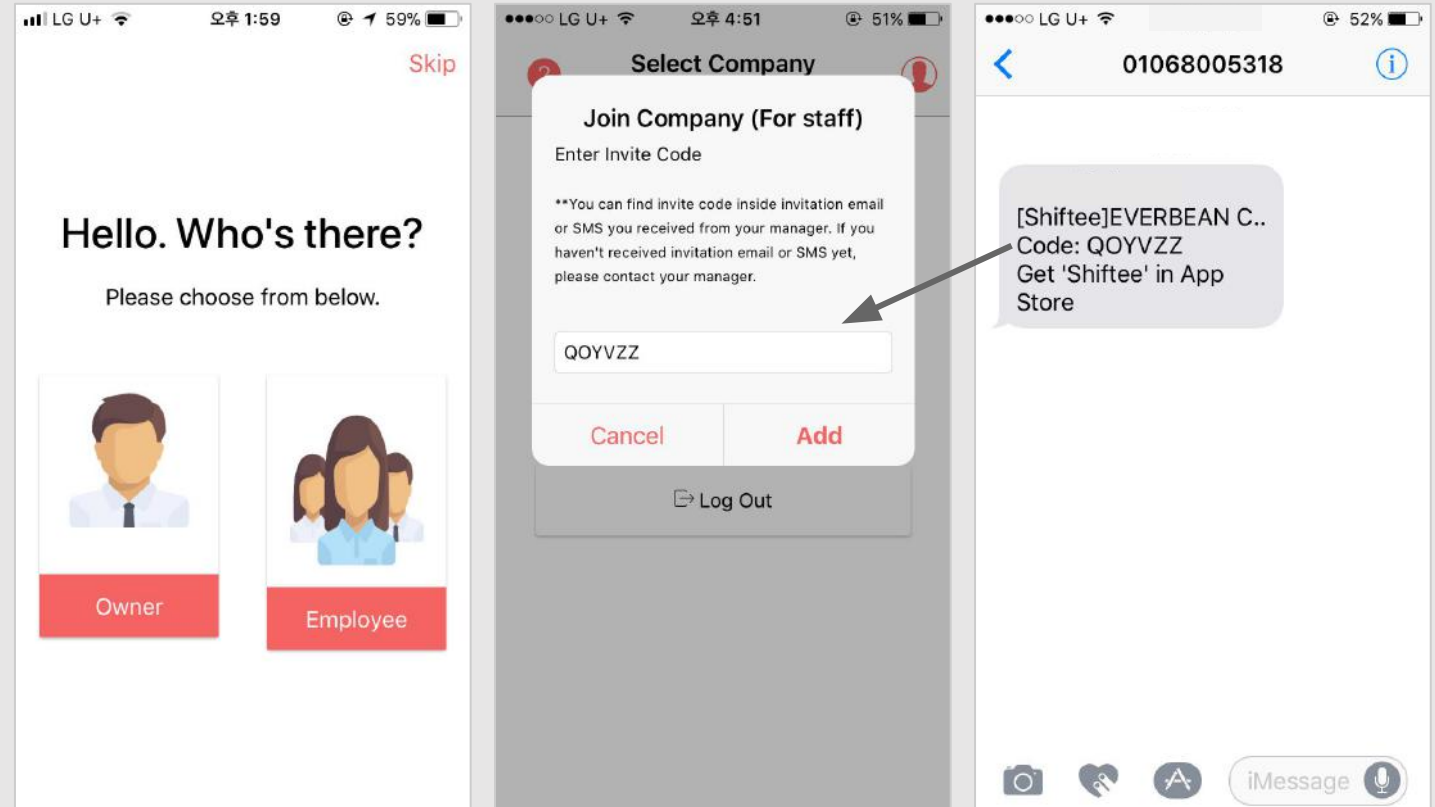 LG U+ 오후 1:59 59%
Skip
Hello. Who's there?
Please choose from below.
Owner
Employee
LG U+ 오후 4:51 51%
Select Company
?
Join Company (For staff)
Enter Invite Code
**You can find invite code inside invitation email
or SMS you received from your manager. If you
haven't received invitation email or SMS yet,
please contact your manager.
QOYVZZ
Cancel
Add
Log Out
LG U+ 52%
01068005318
[Shiftee]EVERBEAN C..
Code: QOYVZZ
Get 'Shiftee' in App
Store
iMessage